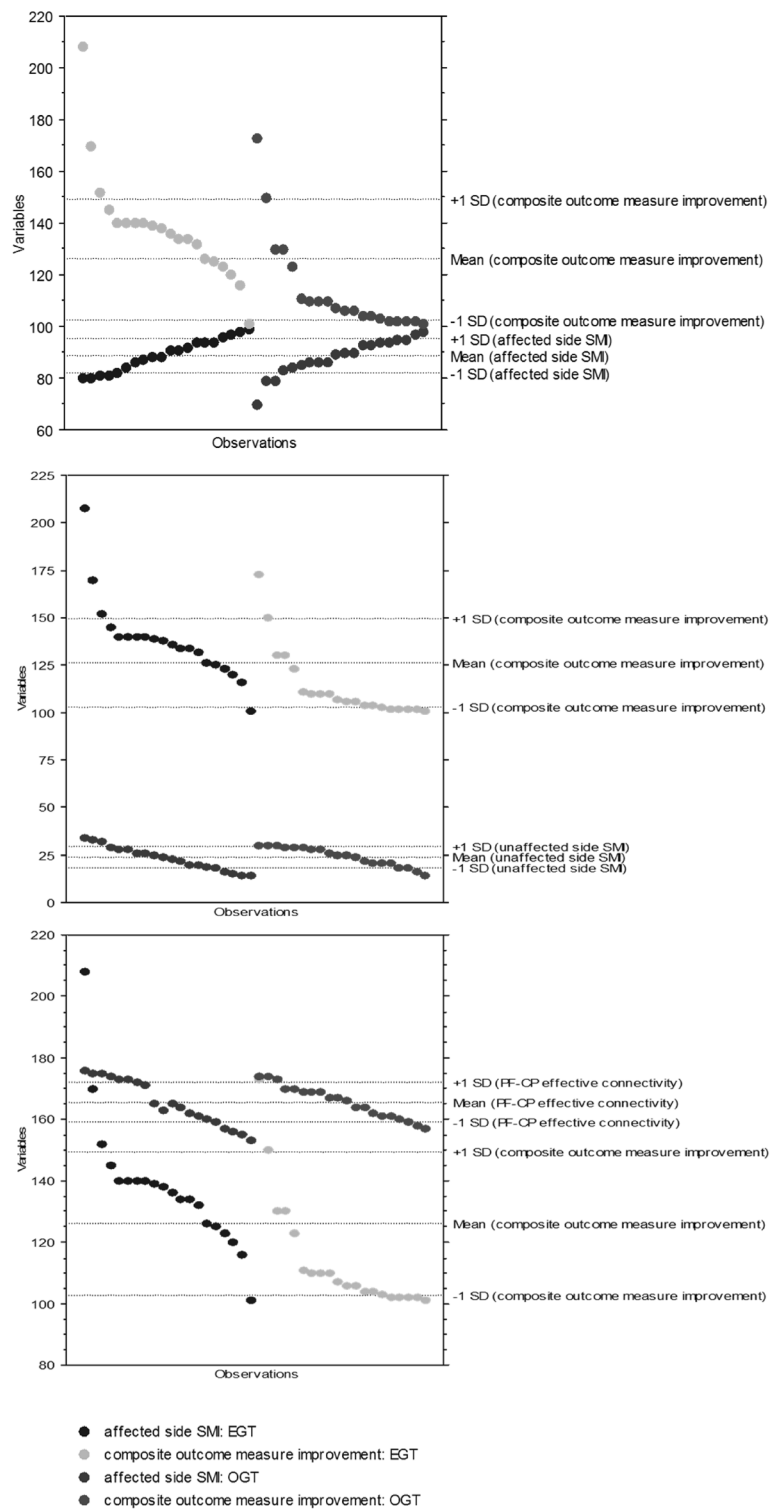 220
200
180
160
140
120
100
80
60
Variables
Observations
+1 SD (composite outcome measure improvement)
Mean (composite outcome measure improvement)
-1 SD (composite outcome measure improvement)
+1 SD (affected side SMI)
Mean (affected side SMI)
-1 SD (affected side SMI)
225
200
175
150
125
100
75
50
25
0
Variables
Observations
+1 SD (composite outcome measure improvement)
Mean (composite outcome measure improvement)
-1 SD (composite outcome measure improvement)
+1 SD (unaffected side SMI)
Mean (unaffected side SMI)
-1 SD (unaffected side SMI)
220
200
180
160
140
120
100
80
Variables
Observations
+1 SD (PF-CP effective connectivity)
Mean (PF-CP effective connectivity)
-1 SD (PF-CP effective connectivity)
+1 SD (composite outcome measure improvement)
Mean (composite outcome measure improvement)
-1 SD (composite outcome measure improvement)
affected side SMI: EGT
composite outcome measure improvement: EGT
affected side SMI: OGT
composite outcome measure improvement: OGT